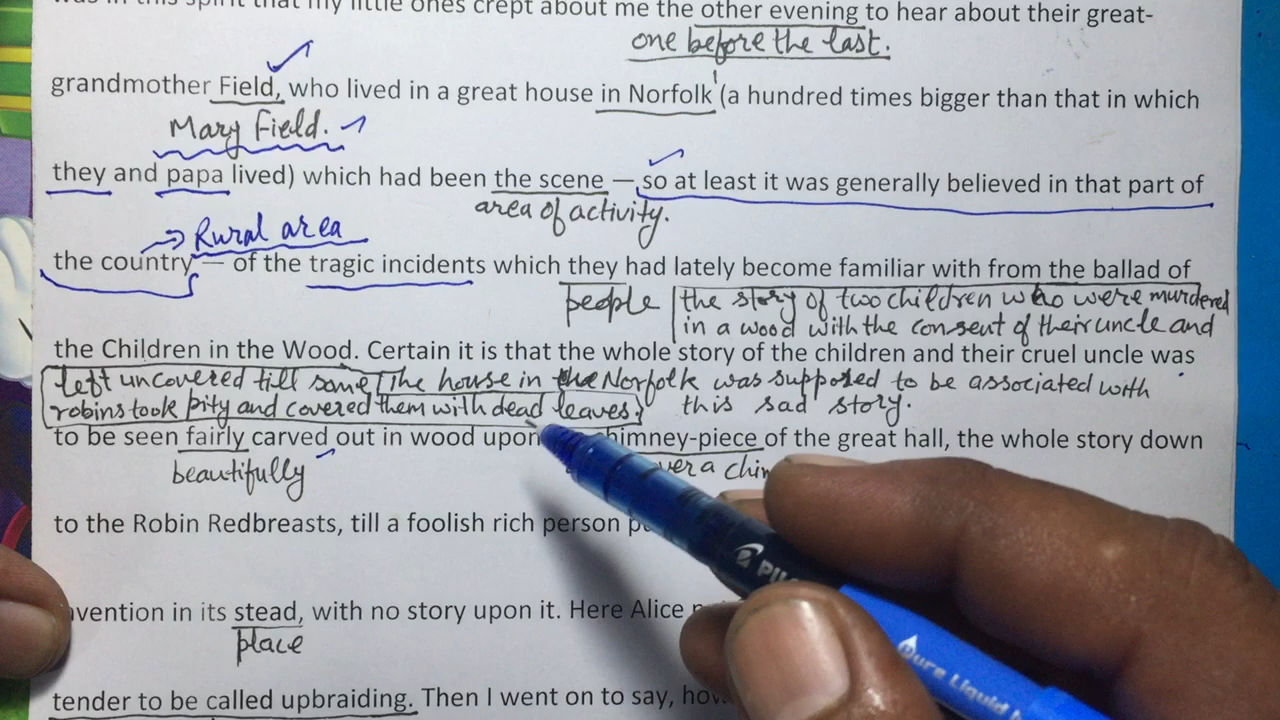 was in this spirit that my little ones crept about me the other evening to hear about their great-
one before the last.
grandmother Field, who lived in a great house in Norfolk (a hundred times bigger than that in which
Mary Field.
they and papa lived) which had been the scene — so at least it was generally believed in that part of
area of activity.
Rural area
the country — of the tragic incidents which they had lately become familiar with from the ballad of
people the story of two children who were murdered
in a wood with the consent of their uncle and
the Children in the Wood. Certain it is that the whole story of the children and their cruel uncle was
left uncovered till some The house in the Norfolk was supposed to be associated with
robins took pity and covered them with dead leaves. this sad story.
to be seen fairly carved out in wood upon himney-piece of the great hall, the whole story down
beautifully ver a chim
to the Robin Redbreasts, till a foolish rich person p
nvention in its stead, with no story upon it. Here Alice
place
tender to be called upbraiding. Then I went on to say, how
PIL
Pure Liquid